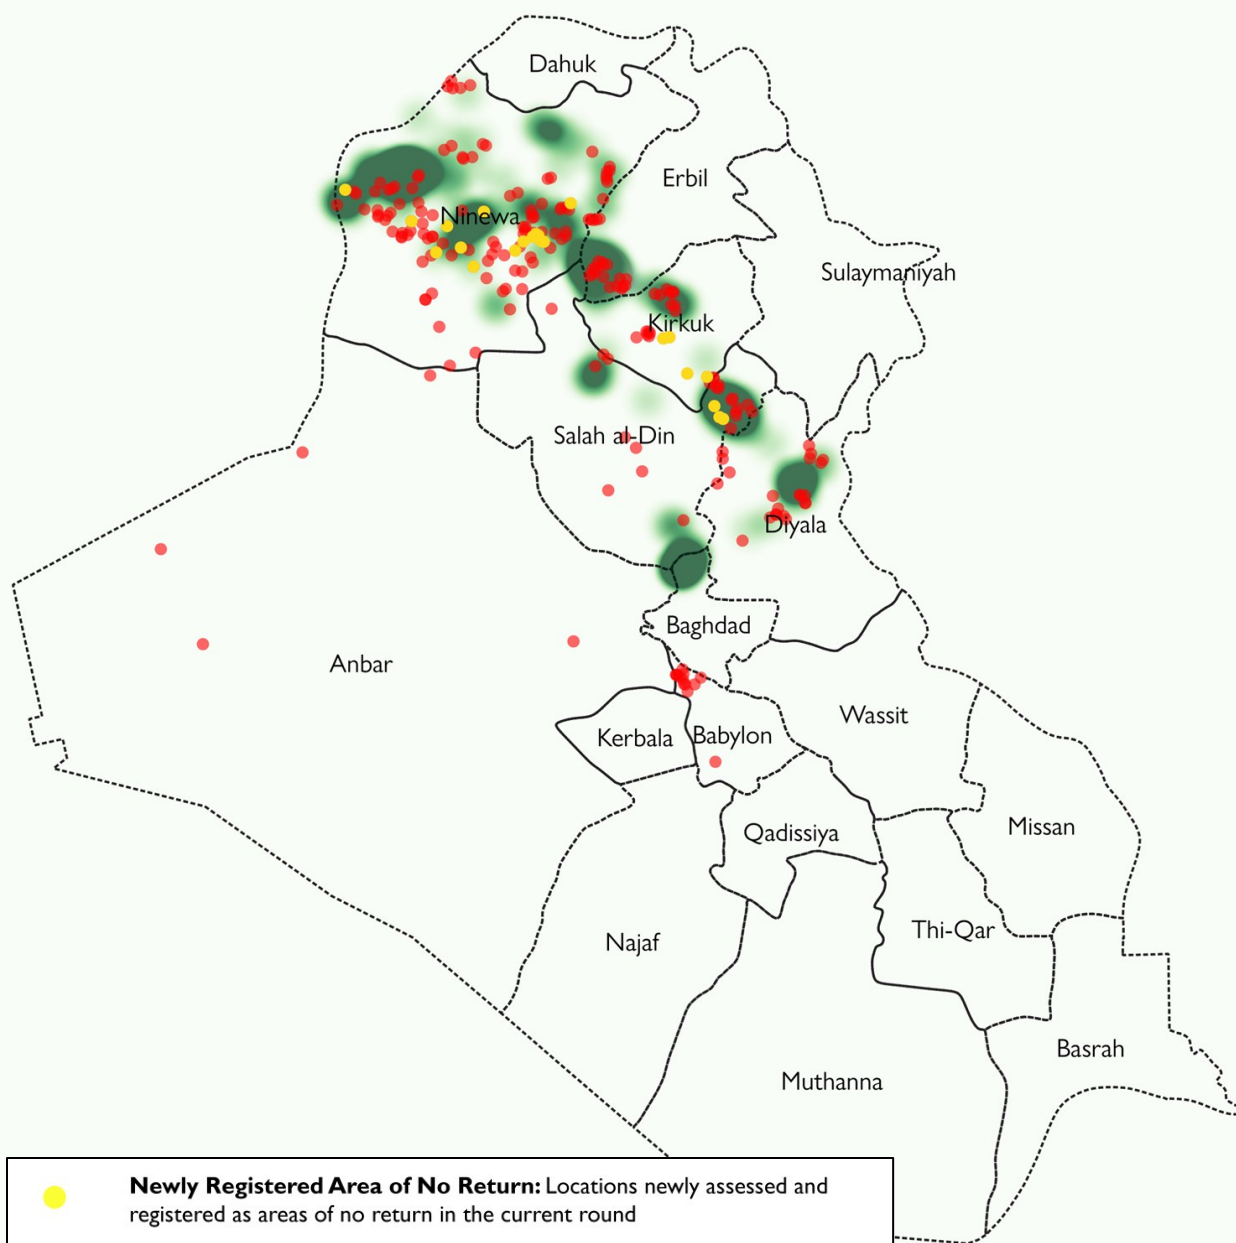 Dahuk
Erbil
Ninewa
Sulaymaniyah
Kirkuk
Salah al-Din
Diyala
Baghdad
Anbar
Wassit
Kerbala
Babylon
Missan
Qadissiya
Thi-Qar
Najaf
Basrah
Muthanna
Newly Registered Area of No Return: Locations newly assessed and
registered as areas of no return in the current round